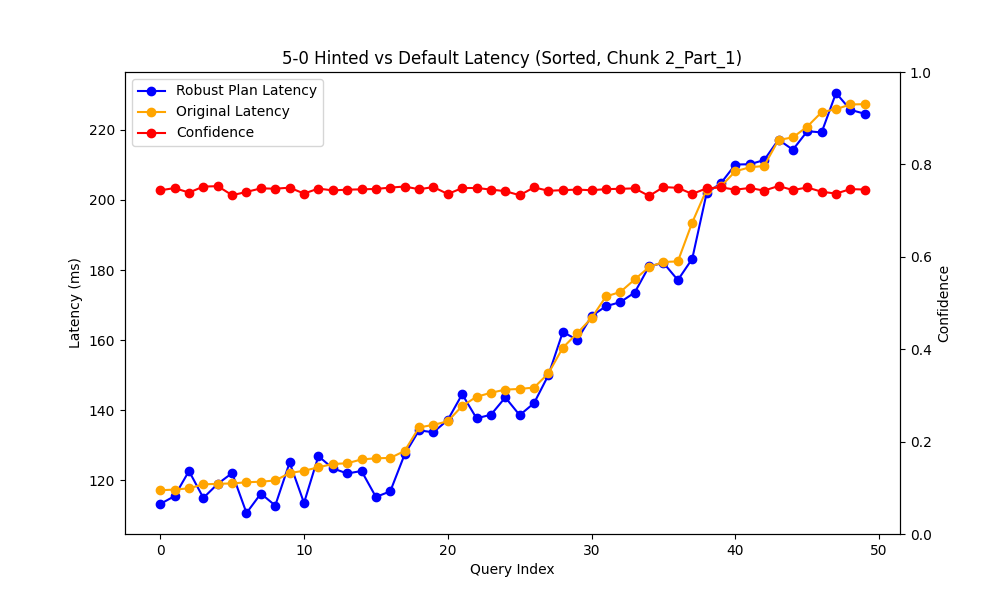 5-0 Hinted vs Default Latency (Sorted, Chunk 2_Part_1)
Robust Plan Latency
Original Latency
Confidence
Latency (ms)
220
200
180
160
140
120
1.0
0.8
0.6
0.4
0.2
0.0
Confidence
0 10 20 30 40 50
Query Index